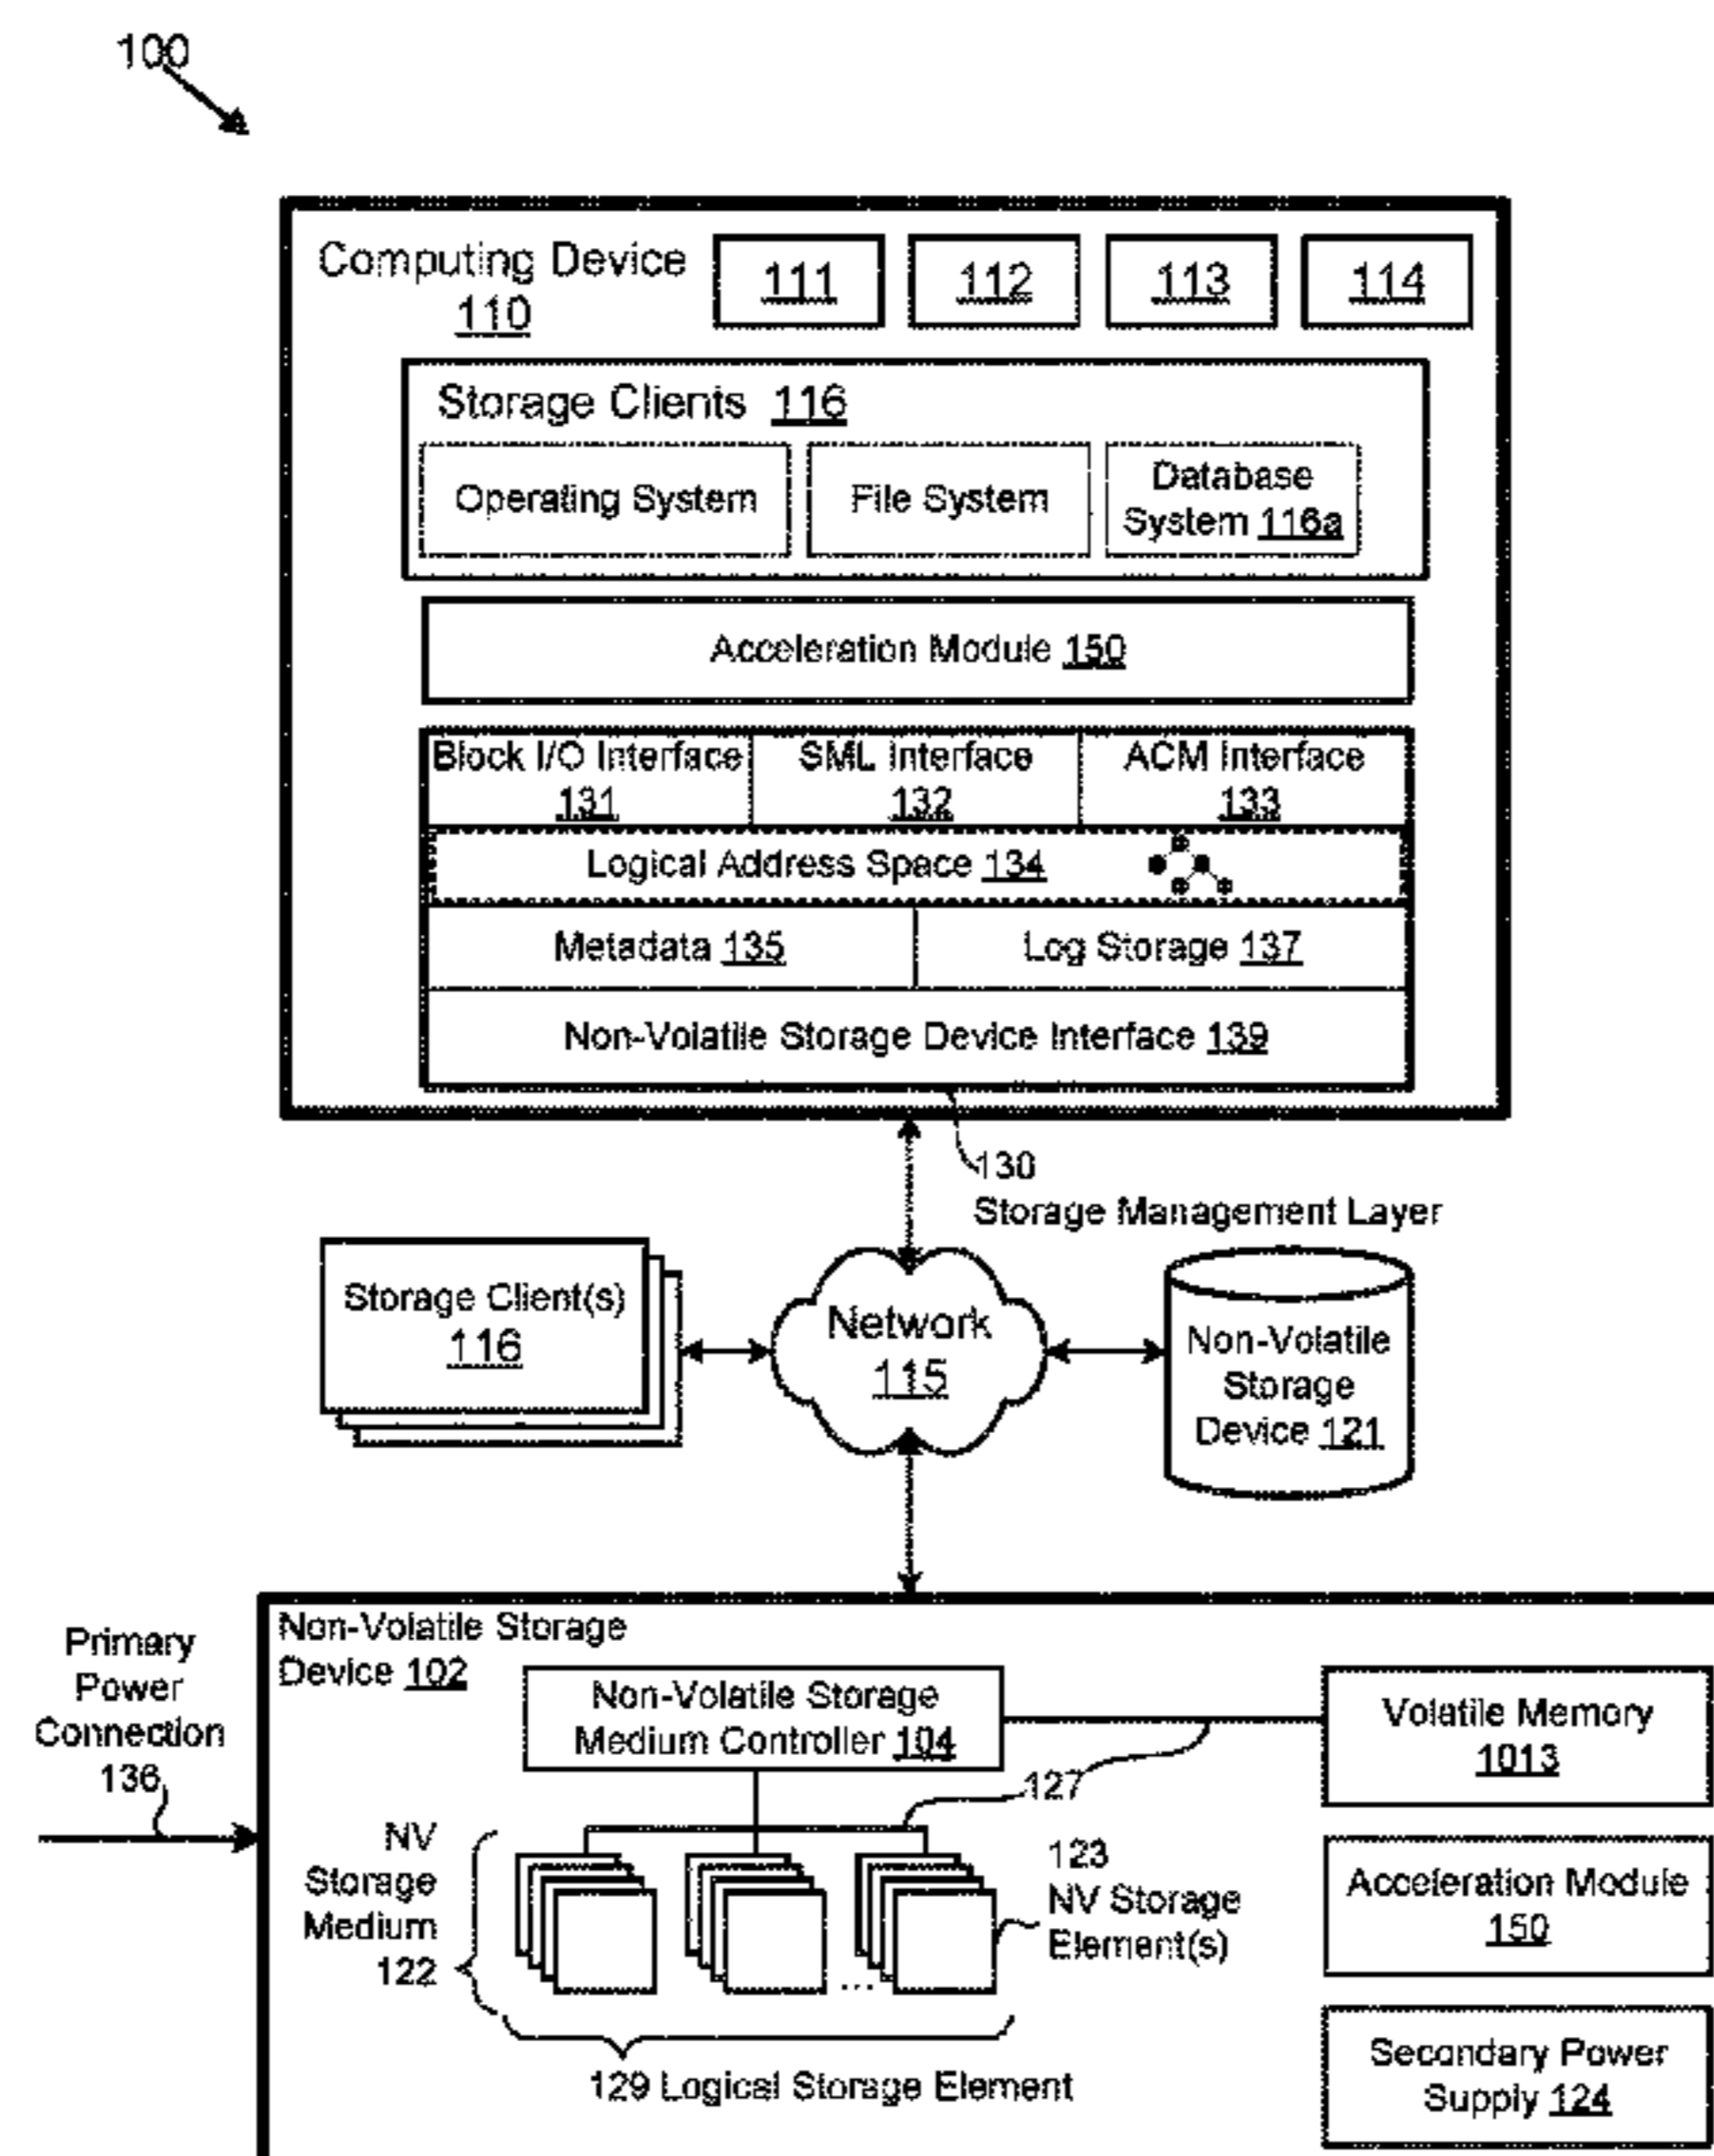 100
Computing Device
110
111
112
113
114
Storage Clients 116
Operating System
File System
Database
System 116a
Acceleration Module 150
Block I/O Interface
131
SML Interface
132
ACM Interface
133
Logical Address Space 134
Metadata 135
Log Storage 137
Non-Volatile Storage Device Interface 139
130
Storage Management Layer
Storage Client(s)
116
Network
115
Non-Volatile
Storage
Device 121
Primary
Power
Connection
136
Non-Volatile Storage
Device 102
Non-Volatile Storage
Medium Controller 104
Volatile Memory
1013
127
NV
Storage
Medium
122
123
NV Storage
Element(s)
...
Acceleration Module
150
129 Logical Storage Element
Secondary Power
Supply 124